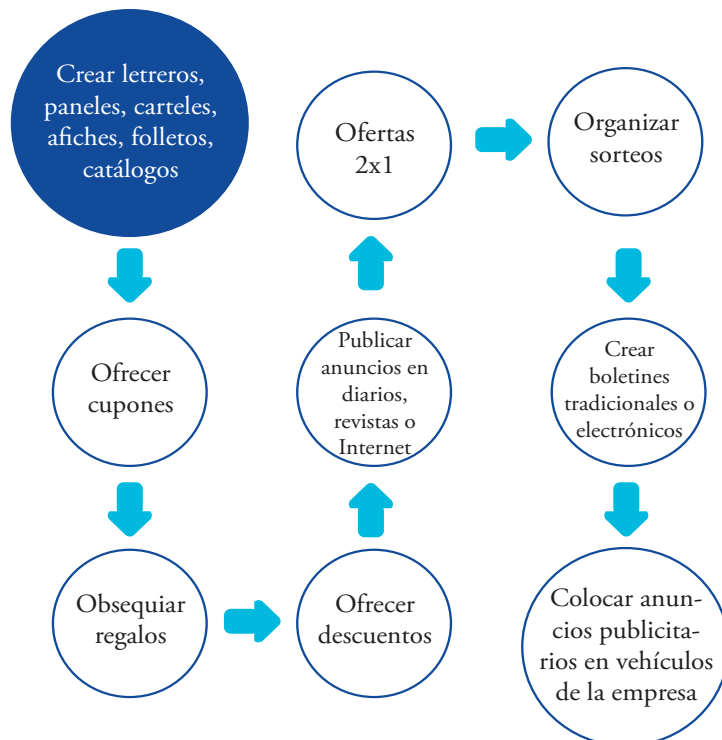 Crear letreros,
paneles, carteles,
afiches, folletos,
catálogos
Ofrecer
cupones
Obsequiar
regalos
Ofrecer
descuentos
Publicar
anuncios en
diarios,
revistas o
Internet
Ofertas
2x1
Organizar
sorteos
Crear
boletines
tradicionales o
electrónicos
Colocar anun-
cios publicita-
rios en vehículos
de la empresa